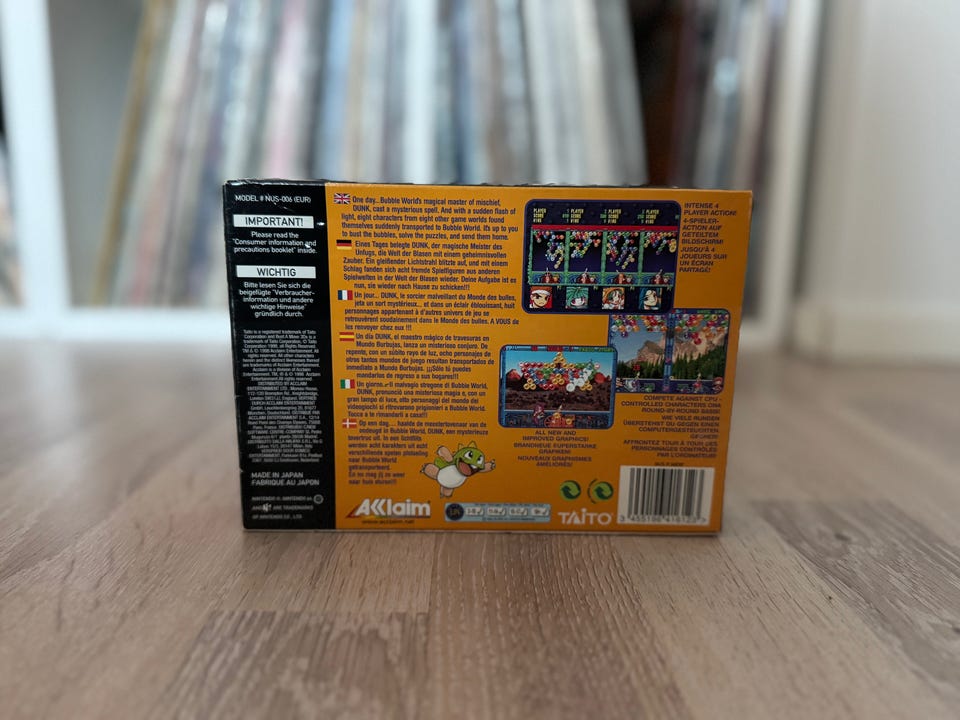 MODEL # NUS-006 (EUR)
IMPORTANT!
Please read the
"Consumer information and
precautions booklet" inside.
WICHTIG
Bitte lesen Sie sich die
beigefügte "Verbraucher-
information und andere
wichtige Hinweise"
gründlich durch.
Taito is a registered trademark of Taito
MADE IN JAPAN
FABRIQUE AU JAPON
ARE TRADEMARKS
OF NINTENDO CO., LTD
One day... Bubble World's magical master of mischief,
DUNK, cast a mysterious spell. And with a sudden flash of
light, eight characters from eight other game worlds found
themselves suddenly transported to Bubble World. It's up to you
to bust the bubbles, solve the puzzles, and send them home.
Eines Tages belegte DUNK, der magische Meister des
Unfugs, die Welt der Blasen mit einem geheimnisvollen
Zauber. Ein gleißender Lichtstrahl blitzte auf, und mit einem
Schlag fanden sich acht fremde Spielfiguren aus anderen
Spielwelten in der Welt der Blasen wieder. Deine Aufgabe ist es
nun, sie wieder nach Hause zu schicken!!!
Un jour... DUNK, le sorcier malveillant du Monde des bulles,
jeta un sort mystérieux... et dans un éclair éblouissant, huit
personnages appartenant à d'autres univers de jeu se
retrouvèrent soudainement dans le Monde des bulles. A VOUS de
les renvoyer chez eux !!!
Un día DUNK, el maestro mágico de travesuras en
Mundo Burbujas, lanza un misterioso conjuro. De
repente, con un súbito rayo de luz, ocho personajes de
otros tantos mundos de juego resultan transportados de
inmediato a Mundo Burbujas. ¡¡¡Sólo tú puedes
mandarlos de regreso a sus hogares!!!
Un giorno... Il malvagio stregone di Bubble World,
DUNK, pronunciò una misteriosa magia e, con un
gran lampo di luce, otto personaggi del mondo dei
videogiochi si ritrovarono prigionieri a Bubble World.
Tocca a te rimandarli a casa!!!
Op een dag.... haalde de meestertovenaar van de
ondeugd in Bubble World, DUNK, een mysterieuze
tovertruc uit. In een lichtflits
werden acht karakters uit acht
verschillende spellen plotseling
naar Bubble World
getransporteerd.
En nu mag jij ze weer
naar huis sturen!!!
INTENSE 4
PLAYER ACTION!
4-SPIELER-
ACTION AUF
GETEILTEM
BILDSCHIRM!
JUSQU'À 4
JOUEURS SUR
UN ÉCRAN
PARTAGÉ!
COMPETE AGAINST CPU-
CONTROLLED CHARACTERS ON A
ROUND-BY-ROUND BASIS!
WIE VIELE RUNDEN
ÜBERSTEHST DU GEGEN EINEN
COMPUTERGESTEUERTEN
GEGNER!
AFFRONTEZ TOUR À TOUR DES
PERSONNAGES CONTRÔLÉS
PAR L'ORDINATEUR!
ALL NEW AND
IMPROVED GRAPHICS!
BRANDNEUE SUPERSTARKE
GRAFIKEN!
NOUVEAUX GRAPHISMES
AMÉLIORÉS!
AKKlaim
www.acclaim.net
TAITO